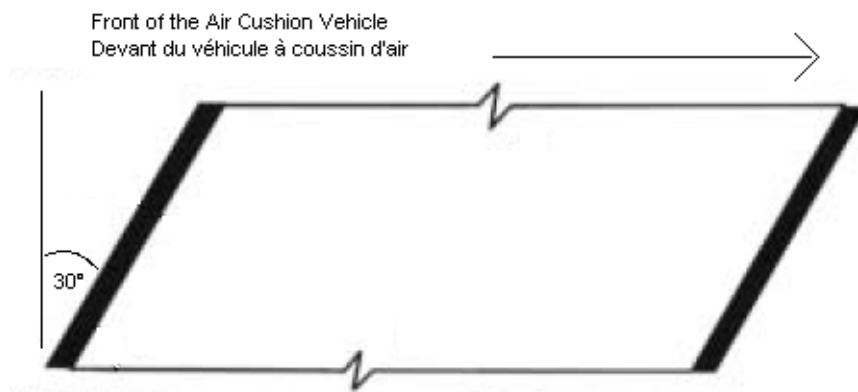 Front of the Air Cushion Vehicle
Devant du véhicule à coussin d'air
30°